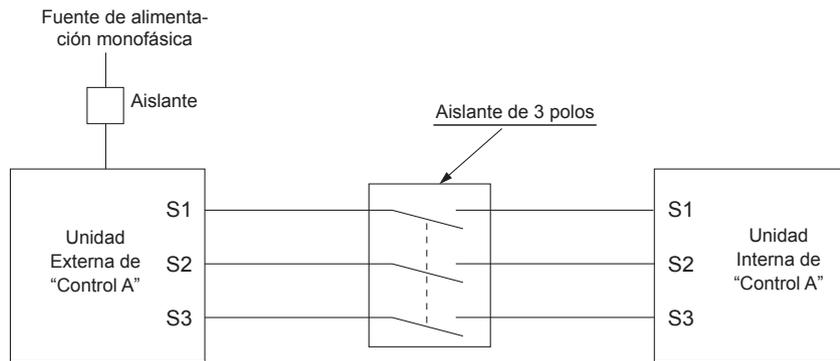 Fuente de alimenta-
ción monofásica
Aislante
Aislante de 3 polos
Unidad
Externa de
“Control A”
S1
S2
S3
S1
S2
S3
Unidad
Interna de
“Control A”